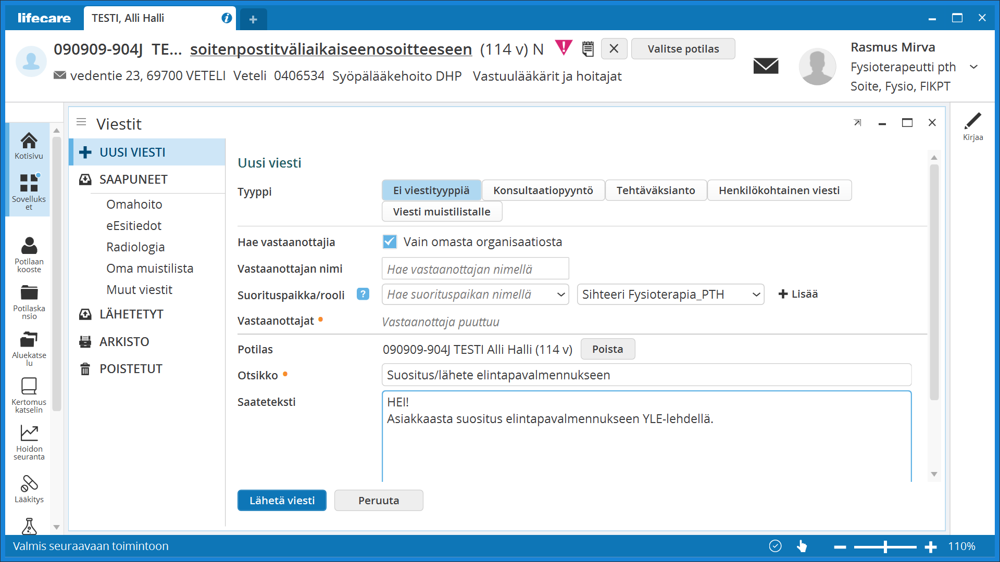 lifecare
TESTI, Alli Halli
090909-904J TE... soitenpostitväliaikaiseenosoitteeseen (114 v) N
Valitse potilas
vedentie 23, 69700 VETELI Veteli 0406534 Syöpälääkehoito DHP Vastuulääkärit ja hoitajat
Rasmus Mirva
Fysioterapeutti pth
Soite, Fysio, FIKPT
Kotisivu
Sovelluks
et
Potilaan
kooste
Potilaska
nsio
Aluekatse
lu
Kertomus
katselin
Hoidon
seuranta
Lääkitys
Viestit
UUSI VIESTI
SAAPUNEET
Omahoito
eEsitiedot
Radiologia
Oma muistilista
Muut viestit
LÄHETETYT
ARKISTO
POISTETUT
Uusi viesti
Tyyppi
Ei viestityyppiä Konsultaatiopyyntö Tehtäväksianto Henkilökohtainen viesti
Viesti muistilistalle
Hae vastaanottajia Vain omasta organisaatiosta
Vastaanottajan nimi Hae vastaanottajan nimellä
Suorituspaikka/rooli ? Hae suorituspaikan nimellä Sihteeri Fysioterapia_PTH Lisää
Vastaanottajat Vastaanottaja puuttuu
Potilas 090909-904J TESTI Alli Halli (114 v) Poista
Otsikko Suositus/lähete elintapavalmennukseen
Saateteksti HEI!
Asiakkaasta suositus elintapavalmennukseen YLE-lehdellä.
Lähetä viesti Peruuta
Kirjaa
Valmis seuraavaan toimintoon
110%